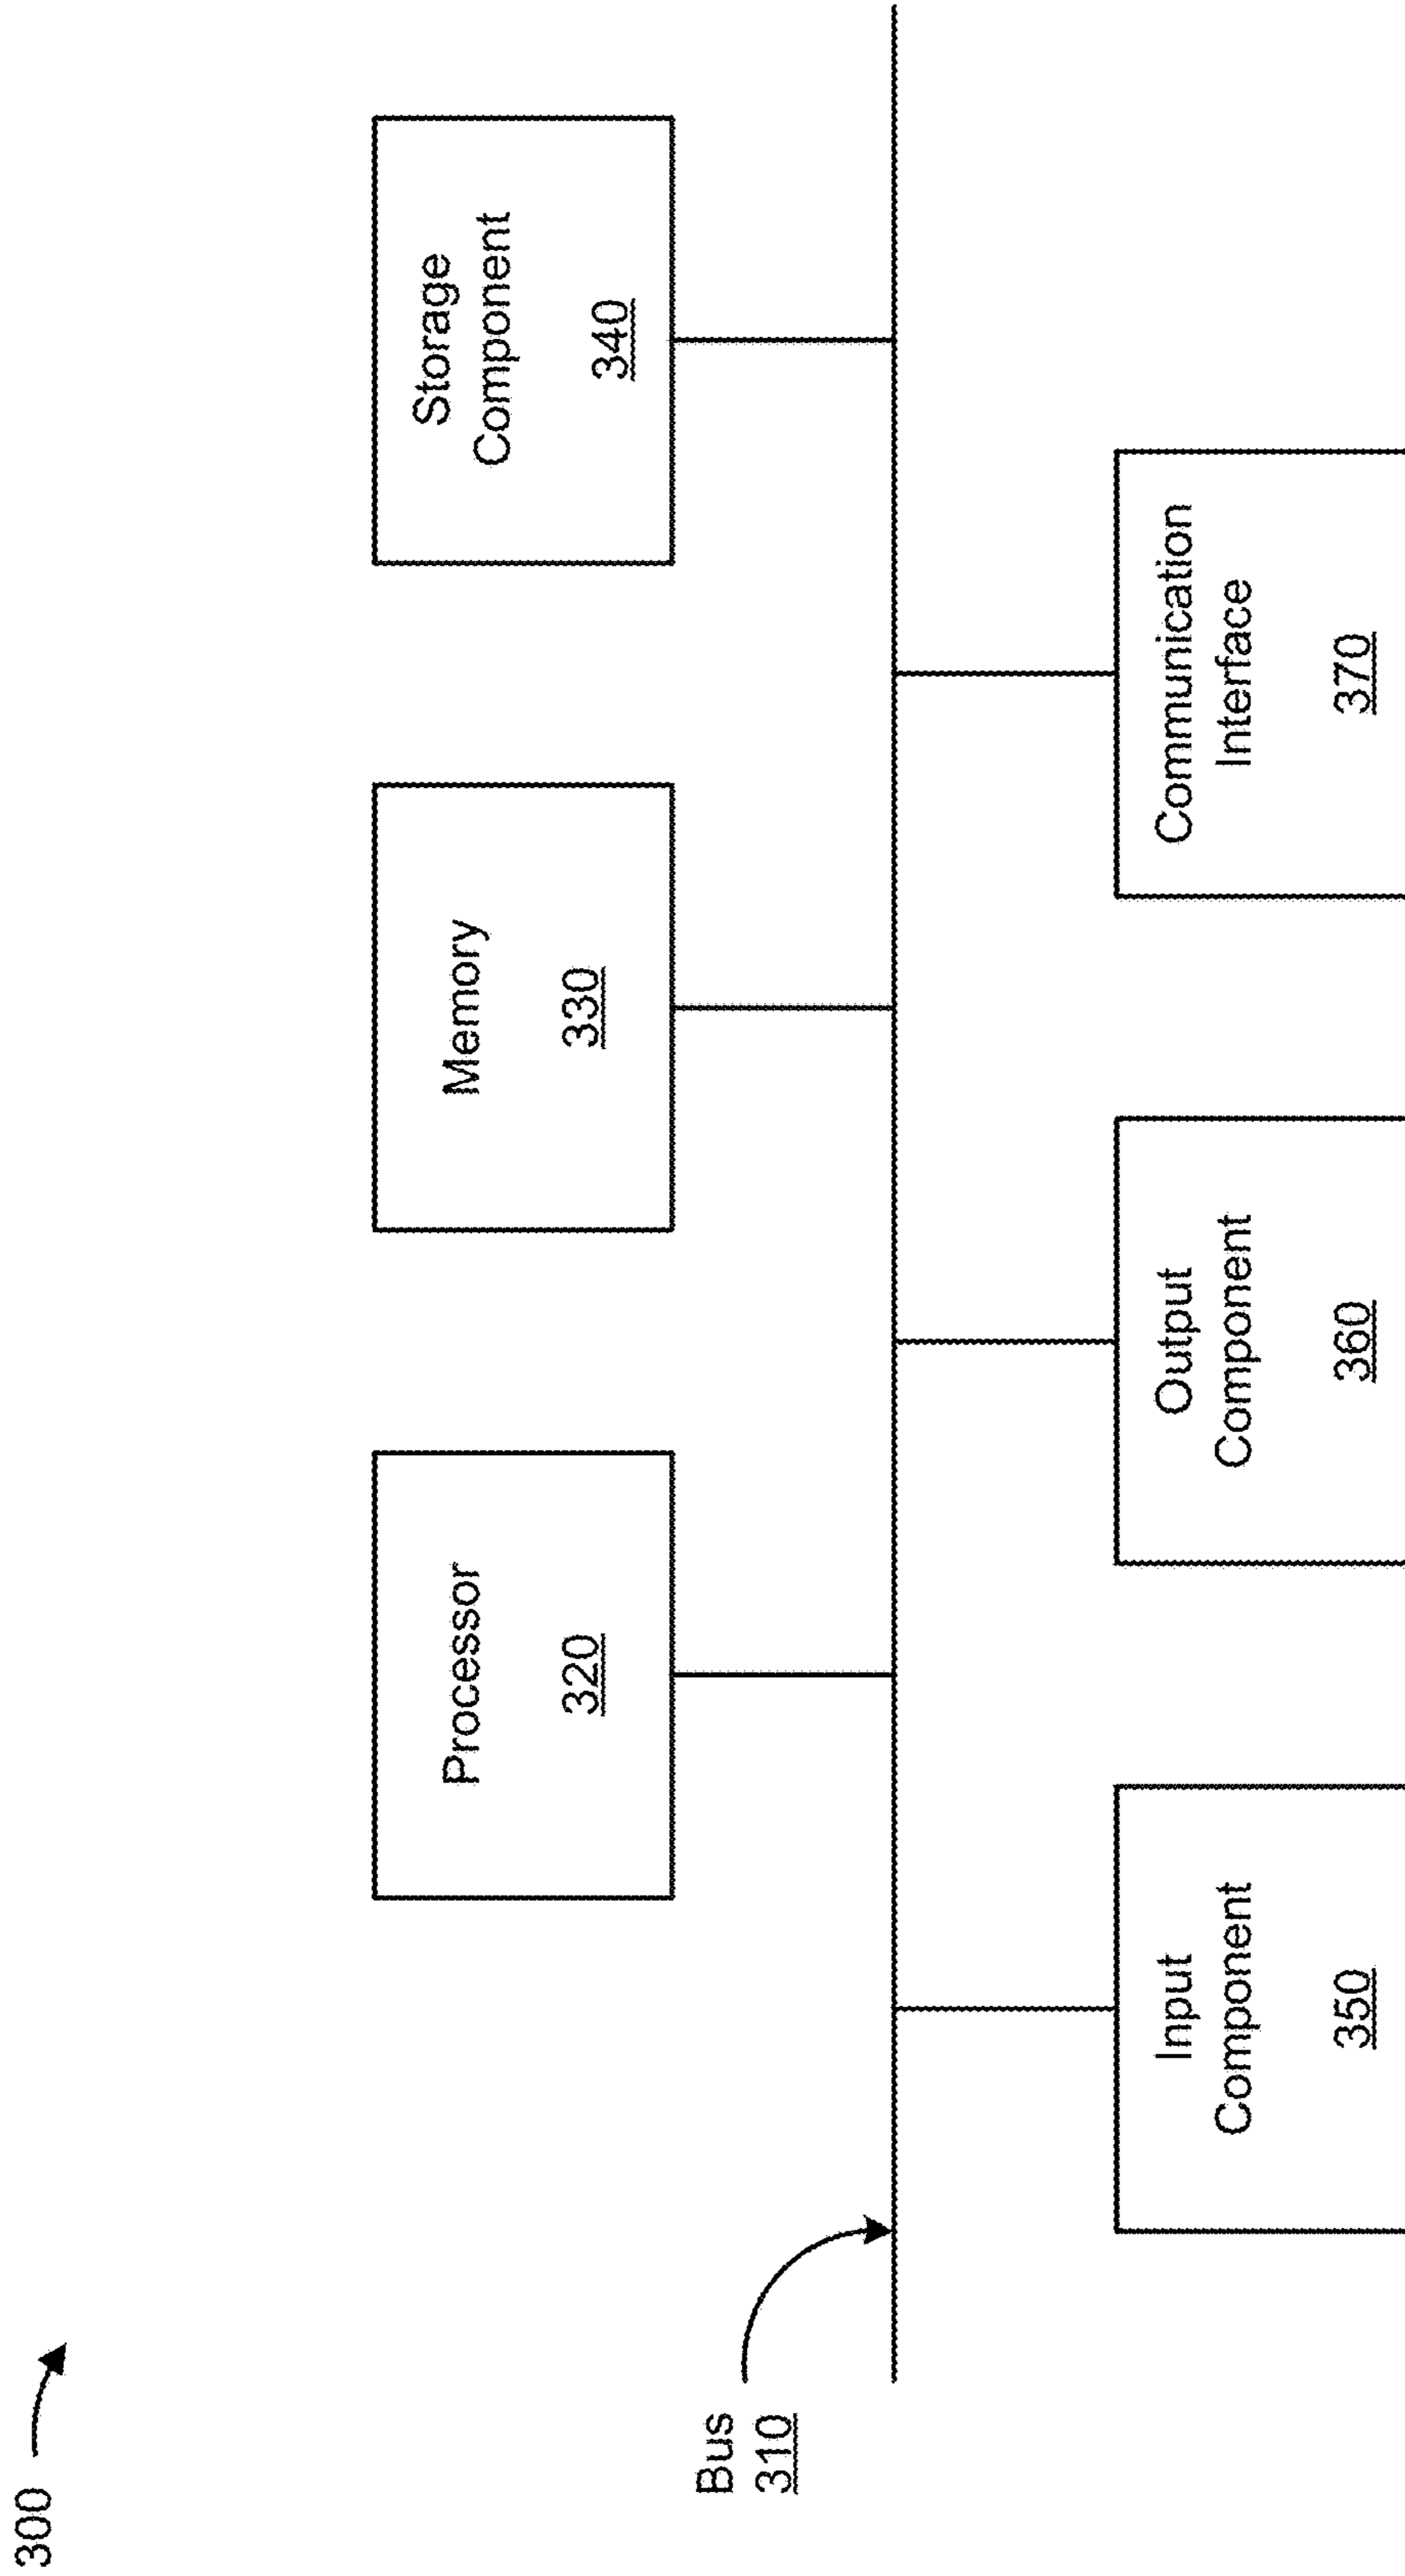 300
Processor
320
Memory
330
Storage
Component
340
Bus
310
Input
Component
350
Output
Component
360
Communication
Interface
370